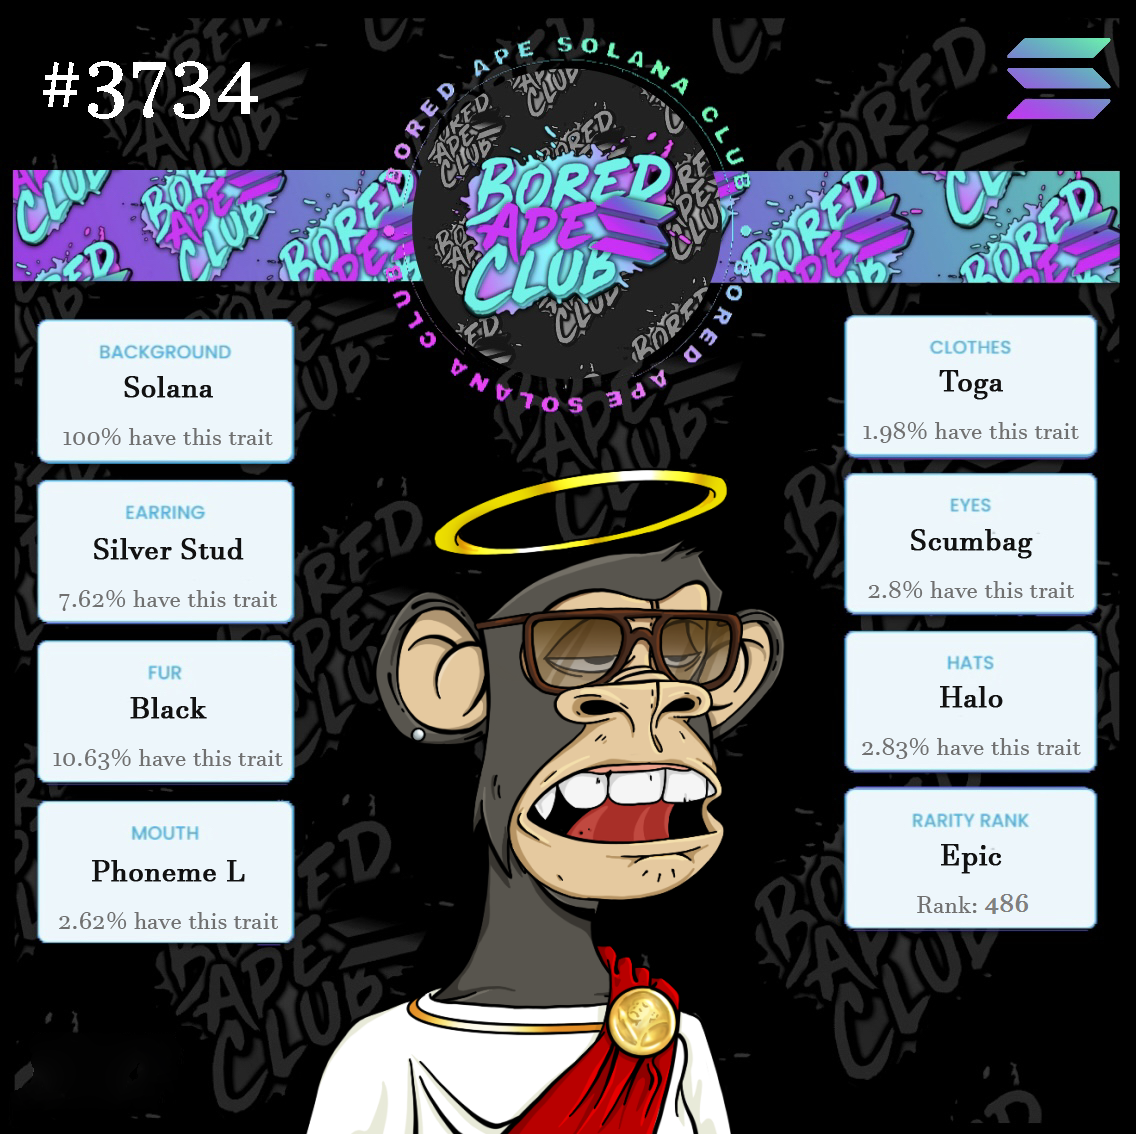 #3734
BORED APE SOLANA CLUB
BORED
APE
CLUB
BORED APE SOLANA CLUB
BACKGROUND
Solana
100% have this trait
EARRING
Silver Stud
7.62% have this trait
FUR
Black
10.63% have this trait
MOUTH
Phoneme L
2.62% have this trait
CLOTHES
Toga
1.98% have this trait
EYES
Scumbag
2.8% have this trait
HATS
Halo
2.83% have this trait
RARITY RANK
Epic
Rank: 486